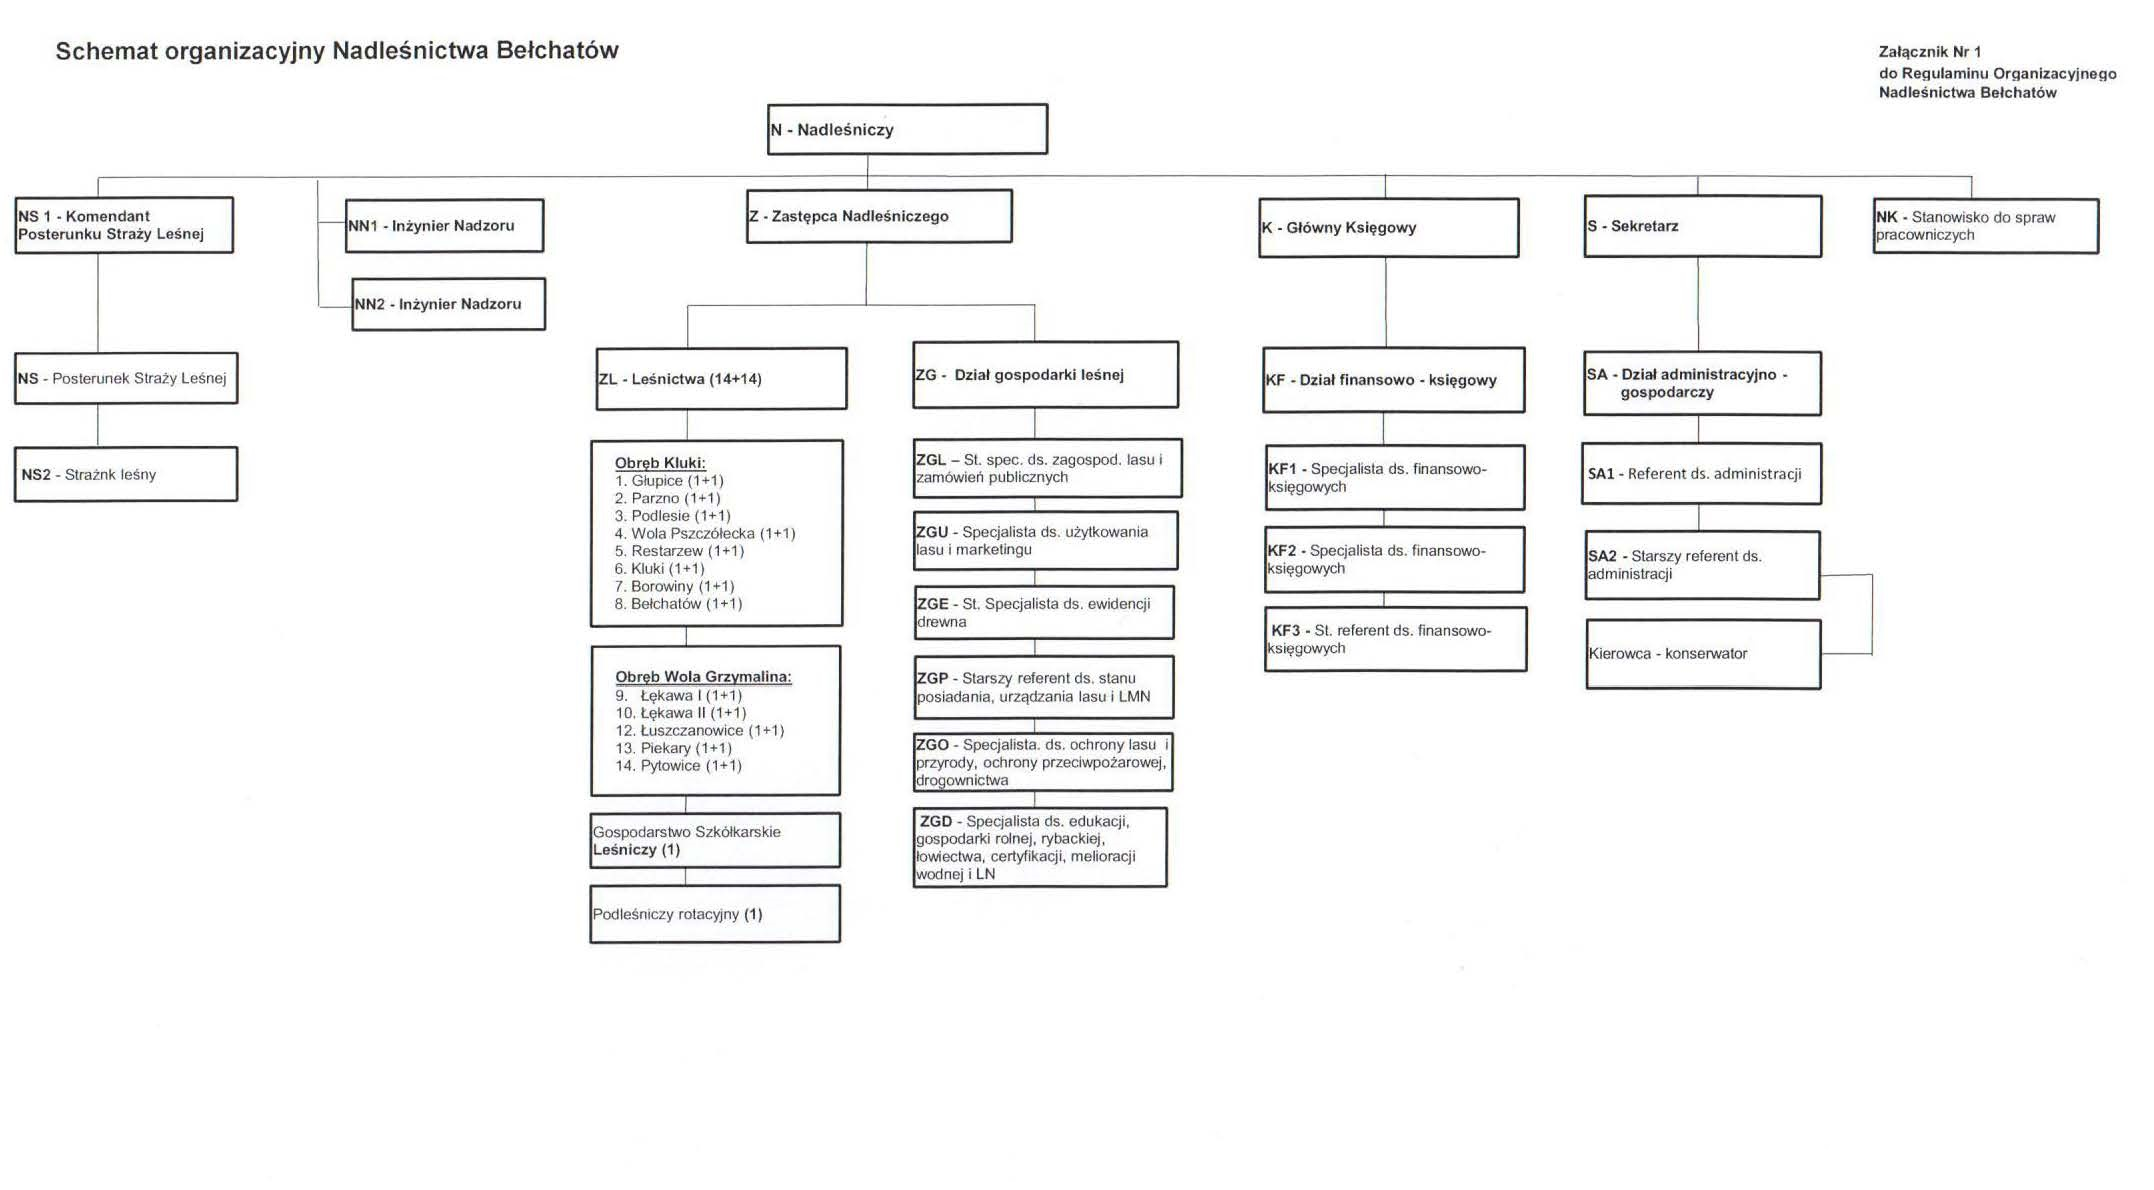 Schemat organizacyjny Nadleśnictwa Bełchatów
Załącznik Nr 1
do Regulaminu Organizacyjnego
Nadleśnictwa Bełchatów
N - Nadleśniczy
NS 1 - Komendant
Posterunku Straży Leśnej
NN1 - Inżynier Nadzoru
Z - Zastępca Nadleśniczego
K - Główny Księgowy
S - Sekretarz
NK - Stanowisko do spraw
pracowniczych
NN2 - Inżynier Nadzoru
NS - Posterunek Straży Leśnej
NS2 - Strażnk leśny
ZL - Leśnictwa (14+14)
Obręb Kluki:
1. Głupice (1+1)
2. Parzno (1+1)
3. Podlesie (1+1)
4. Wola Pszczółecka (1+1)
5. Restarzew (1+1)
6. Kluki (1+1)
7. Borowiny (1+1)
8. Bełchatów (1+1)
Obręb Wola Grzymalina:
9. Łękawa I (1+1)
10. Łękawa II (1+1)
12. Łuszczanowice (1+1)
13. Piekary (1+1)
14. Pytowice (1+1)
Gospodarstwo Szkółkarskie
Leśniczy (1)
Podleśniczy rotacyjny (1)
ZG - Dział gospodarki leśnej
ZGL – St. spec. ds. zagospod. lasu i
zamówień publicznych
ZGU - Specjalista ds. użytkowania
lasu i marketingu
ZGE - St. Specjalista ds. ewidencji
drewna
ZGP - Starszy referent ds. stanu
posiadania, urządzania lasu i LMN
ZGO - Specjalista. ds. ochrony lasu i
przyrody, ochrony przeciwpożarowej,
drogownictwa
ZGD - Specjalista ds. edukacji,
gospodarki rolnej, rybackiej,
łowiectwa, certyfikacji, melioracji
wodnej i LN
KF - Dział finansowo - księgowy
KF1 - Specjalista ds. finansowo-
księgowych
KF2 - Specjalista ds. finansowo-
księgowych
KF3 - St. referent ds. finansowo-
księgowych
SA - Dział administracyjno -
gospodarczy
SA1 - Referent ds. administracji
SA2 - Starszy referent ds.
administracji
Kierowca - konserwator